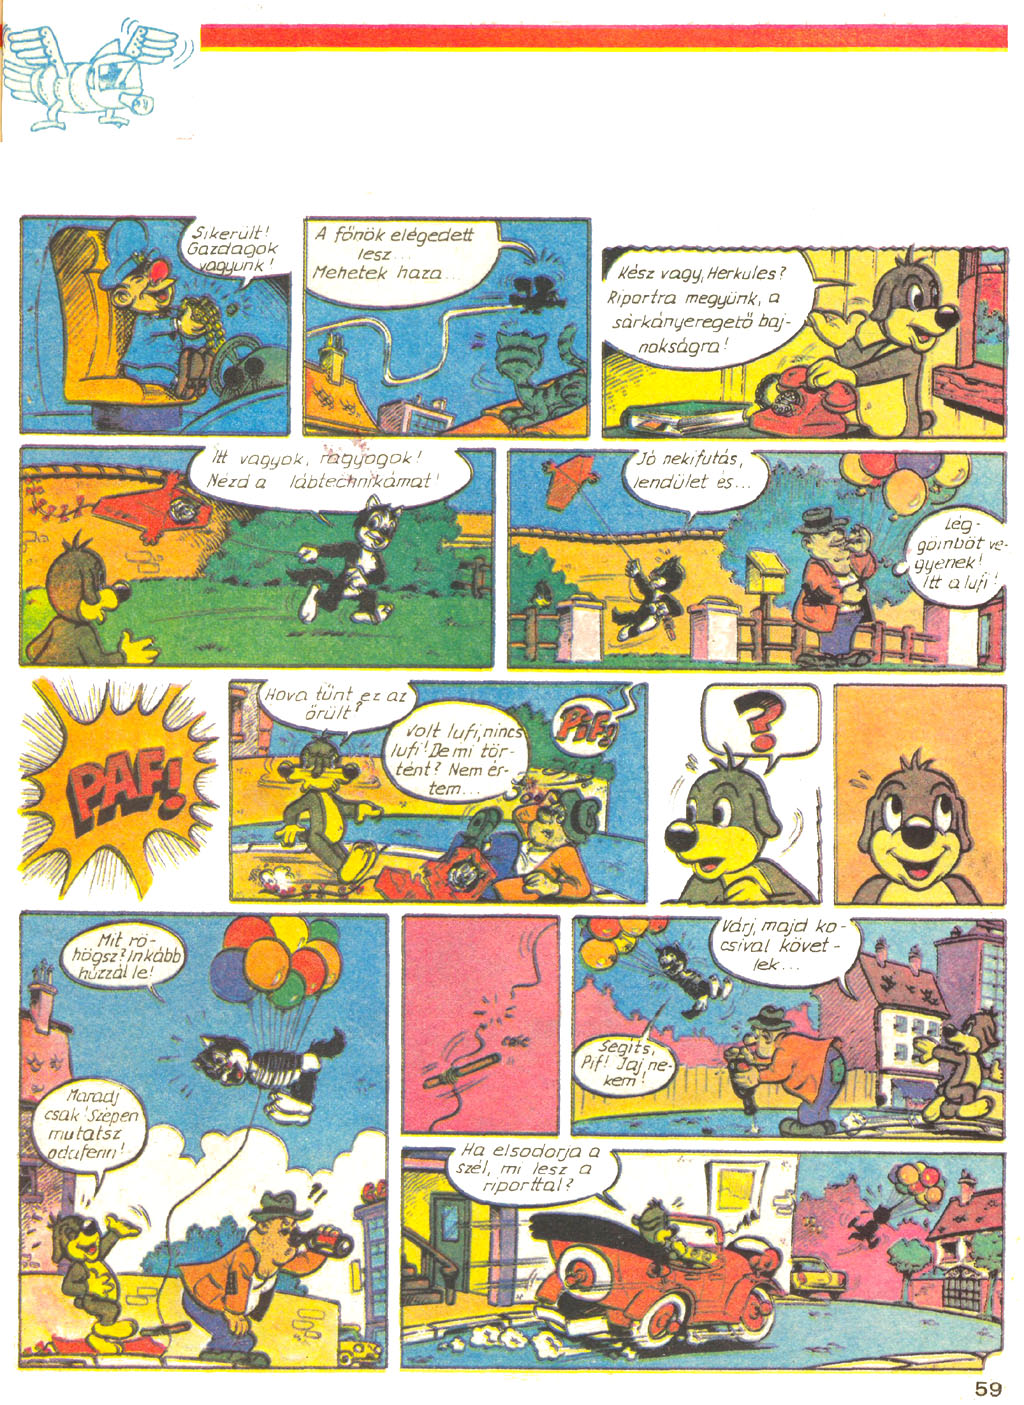 Sikerült!
Gazdagok
vagyunk!
A főnök elégedett
lesz...
Mehetek haza...
Kész vagy, Herkules?
Riportra megyünk, a
sárkányeregető baj-
nokságra!
Itt vagyok, ragyogok!
Nézd a lábtechnikámat!
Jó nekifutás,
lendület és...
Lég-
gömböt ve-
gyenek!
Itt a lufi!
PAF!
Hova tűnt ez az
őrült?
Volt lufi, nincs
lufi! De mi tör-
tént? Nem ér-
tem...
PIF!
?
Mit rö-
högsz? Inkább
húzzál le!
Maradj
csak! Szépen
mutatsz
odafenn!
??
crac
Várj, majd ko-
csival követ-
lek...
Segíts,
Pif! Jaj ne-
kem!
Ha elsodorja a
szél, mi lesz a
riporttal?
59